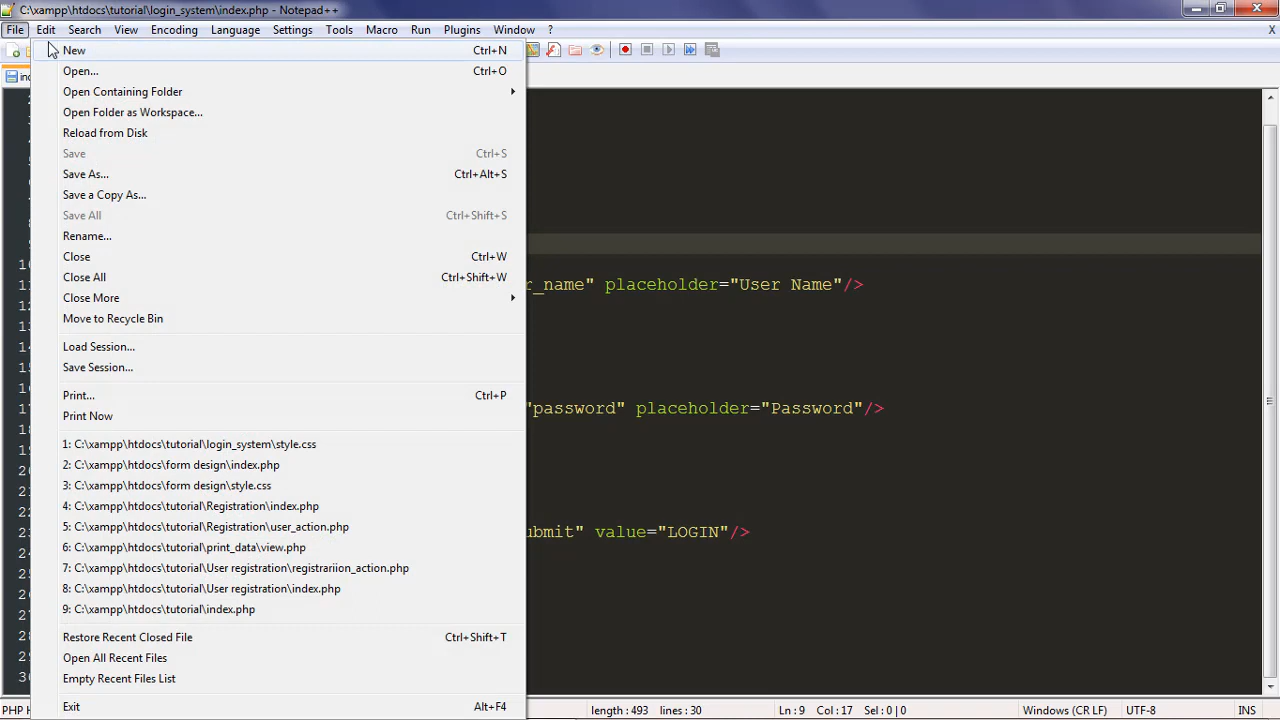 C:\xampp\htdocs\tutorial\login_system\index.php - Notepad++
File Edit Search View Encoding Language Settings Tools Macro Run Plugins Window ? X
New Ctrl+N
Open... Ctrl+O
Open Containing Folder
Open Folder as Workspace...
Reload from Disk
Save Ctrl+S
Save As... Ctrl+Alt+S
Save a Copy As...
Save All Ctrl+Shift+S
Rename...
Close Ctrl+W
Close All Ctrl+Shift+W
Close More
Move to Recycle Bin
Load Session...
Save Session...
Print... Ctrl+P
Print Now
1: C:\xampp\htdocs\tutorial\login_system\style.css
2: C:\xampp\htdocs\form design\index.php
3: C:\xampp\htdocs\form design\style.css
4: C:\xampp\htdocs\tutorial\Registration\index.php
5: C:\xampp\htdocs\tutorial\Registration\user_action.php
6: C:\xampp\htdocs\tutorial\print_data\view.php
7: C:\xampp\htdocs\tutorial\User registration\registrariion_action.php
8: C:\xampp\htdocs\tutorial\User registration\index.php
9: C:\xampp\htdocs\tutorial\index.php
Restore Recent Closed File Ctrl+Shift+T
Open All Recent Files
Empty Recent Files List
Exit Alt+F4
r_name" placeholder="User Name"/>
"password" placeholder="Password"/>
ubmit" value="LOGIN"/>
PHP H length : 493 lines : 30 Ln : 9 Col : 17 Sel : 0 | 0 Windows (CR LF) UTF-8 INS